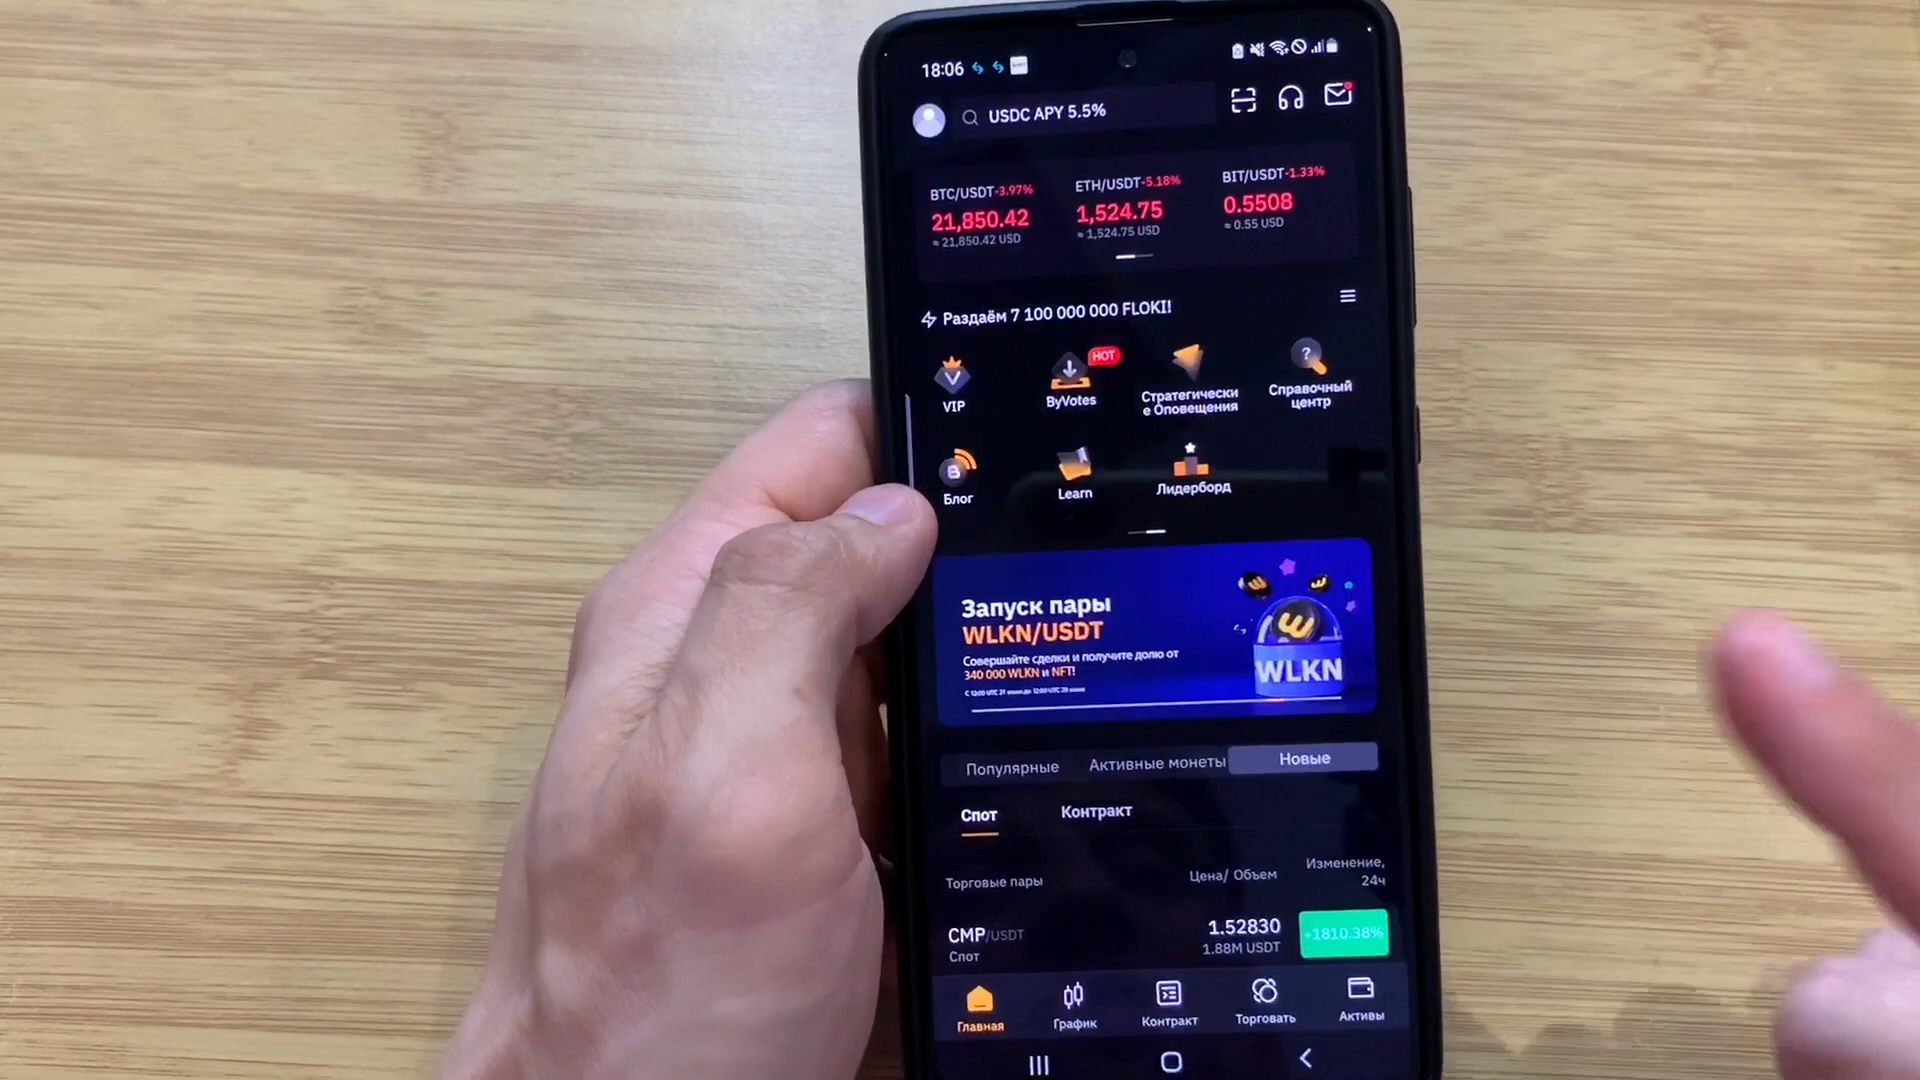 18:06
USDC APY 5.5%
BTC/USDT-3.97%
21,850.42
≈ 21,850.42 USD
ETH/USDT-5.18%
1,524.75
≈ 1,524.75 USD
BIT/USDT-1.33%
0.5508
≈ 0.55 USD
Раздаём 7 100 000 000 FLOKI!
VIP
HOT
ByVotes
Стратегически
е Оповещения
Справочный
центр
Блог
Learn
Лидерборд
Запуск пары
WLKN/USDT
Совершайте сделки и получите долю от
340 000 WLKN и NFT!
WLKN
Популярные
Активные монеты
Новые
Спот
Контракт
Торговые пары
Цена/ Объем
Изменение,
24ч
CMP/USDT
Спот
1.52830
1.88M USDT
+1810.38%
Главная
График
Контракт
Торговать
Активы